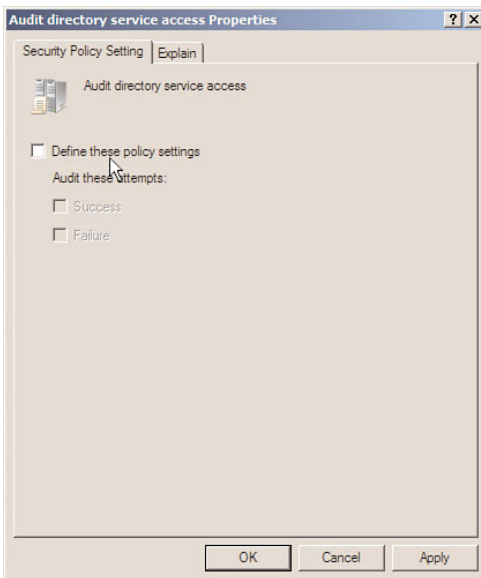 Audit directory service access Properties
? X
Security Policy Setting Explain
Audit directory service access
Define these policy settings
Audit these attempts:
Success
Failure
OK Cancel Apply